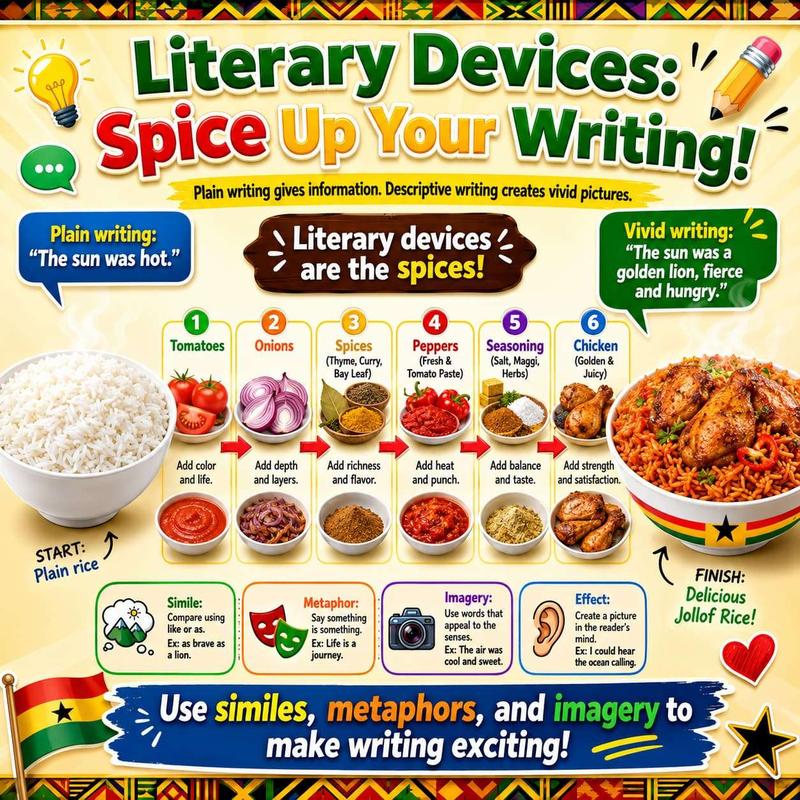 Literary Devices:
Spice Up Your Writing!
Plain writing gives information. Descriptive writing creates vivid pictures.
Plain writing:
“The sun was hot.”
Literary devices
are the spices!
Vivid writing:
“The sun was a
golden lion, fierce
and hungry.”
1
Tomatoes
Add color
and life.
2
Onions
Add depth
and layers.
3
Spices
(Thyme, Curry,
Bay Leaf)
Add richness
and flavor.
4
Peppers
(Fresh &
Tomato Paste)
Add heat
and punch.
5
Seasoning
(Salt, Maggi,
Herbs)
Add balance
and taste.
6
Chicken
(Golden &
Juicy)
Add strength
and satisfaction.
START:
Plain rice
FINISH:
Delicious
Jollof Rice!
Simile:
Compare using
like or as.
Ex: as brave as
a lion.
Metaphor:
Say something
is something.
Ex: Life is a
journey.
Imagery:
Use words that
appeal to the
senses.
Ex: The air was
cool and sweet.
Effect:
Create a picture
in the reader's
mind.
Ex: I could hear
the ocean calling.
Use similes, metaphors, and imagery to
make writing exciting!